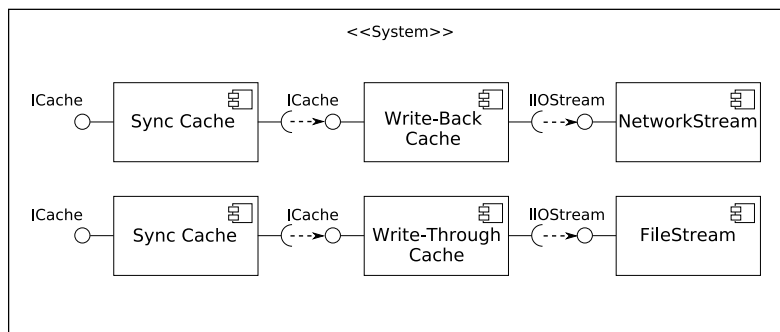 <<System>>
ICache
ICache
IIOStream
Sync Cache
Write-Back
Cache
NetworkStream
ICache
ICache
IIOStream
Sync Cache
Write-Through
Cache
FileStream